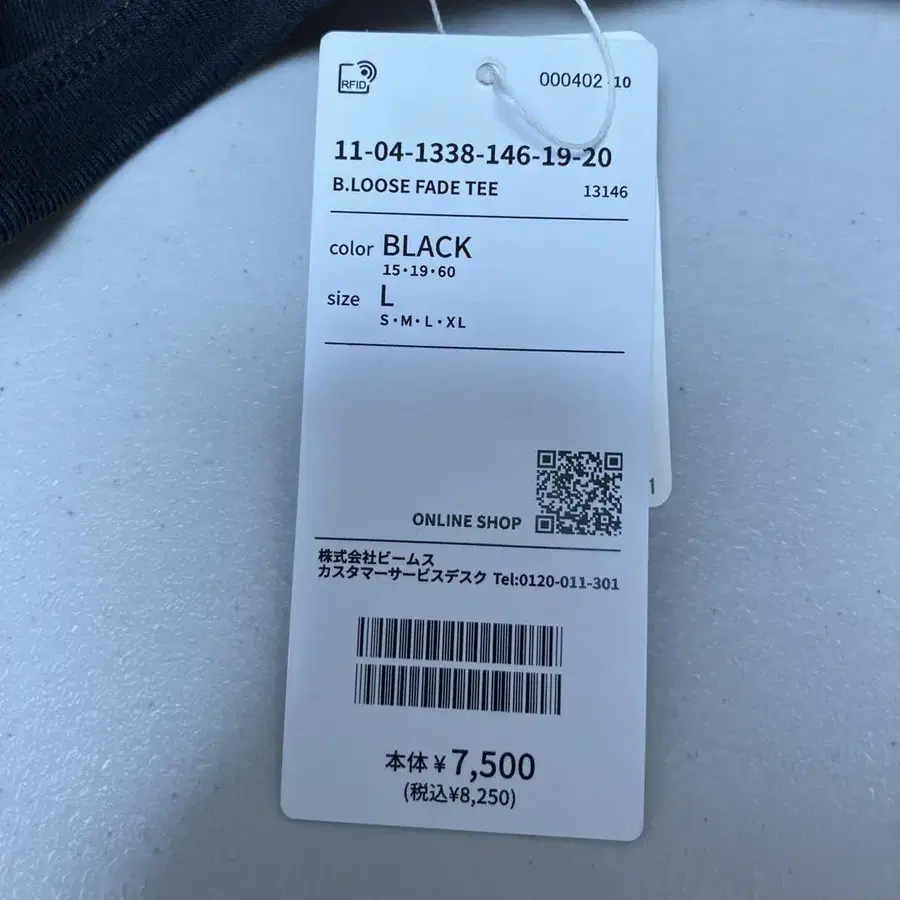 RFID
000402 10
11-04-1338-146-19-20
B.LOOSE FADE TEE 13146
color BLACK
15・19・60
size L
S・M・L・XL
1
ONLINE SHOP
株式会社ビームス
カスタマーサービスデスク Tel:0120-011-301
本体¥7,500
(税込¥8,250)